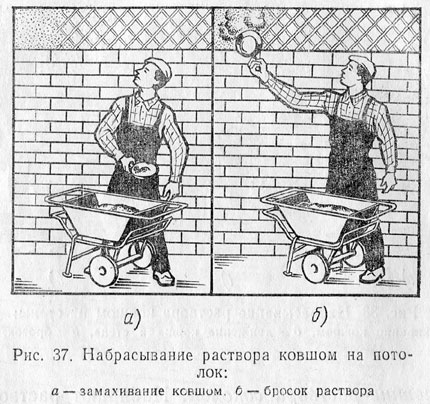 а)
б)
Рис. 37. Набрасывание раствора ковшом на пото-
лок:
а — замахивание ковшом. б — бросок раствора